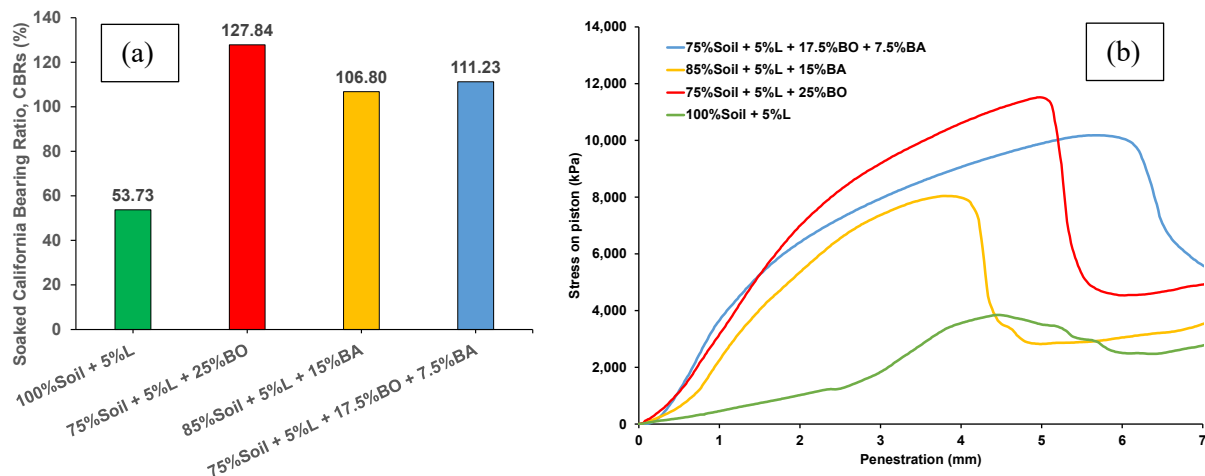 (a)
Soaked California Bearing Ratio, CBRs (%)
140
120
100
80
60
40
20
0
53.73
127.84
106.80
111.23
100%Soil + 5%L
75%Soil + 5%L + 25%BO
85%Soil + 5%L + 15%BA
75%Soil + 5%L + 17.5%BO + 7.5%BA
(b)
Stress on piston (kPa)
14,000
12,000
10,000
8,000
6,000
4,000
2,000
0
75%Soil + 5%L + 17.5%BO + 7.5%BA
85%Soil + 5%L + 15%BA
75%Soil + 5%L + 25%BO
100%Soil + 5%L
0 1 2 3 4 5 6 7
Penestration (mm)